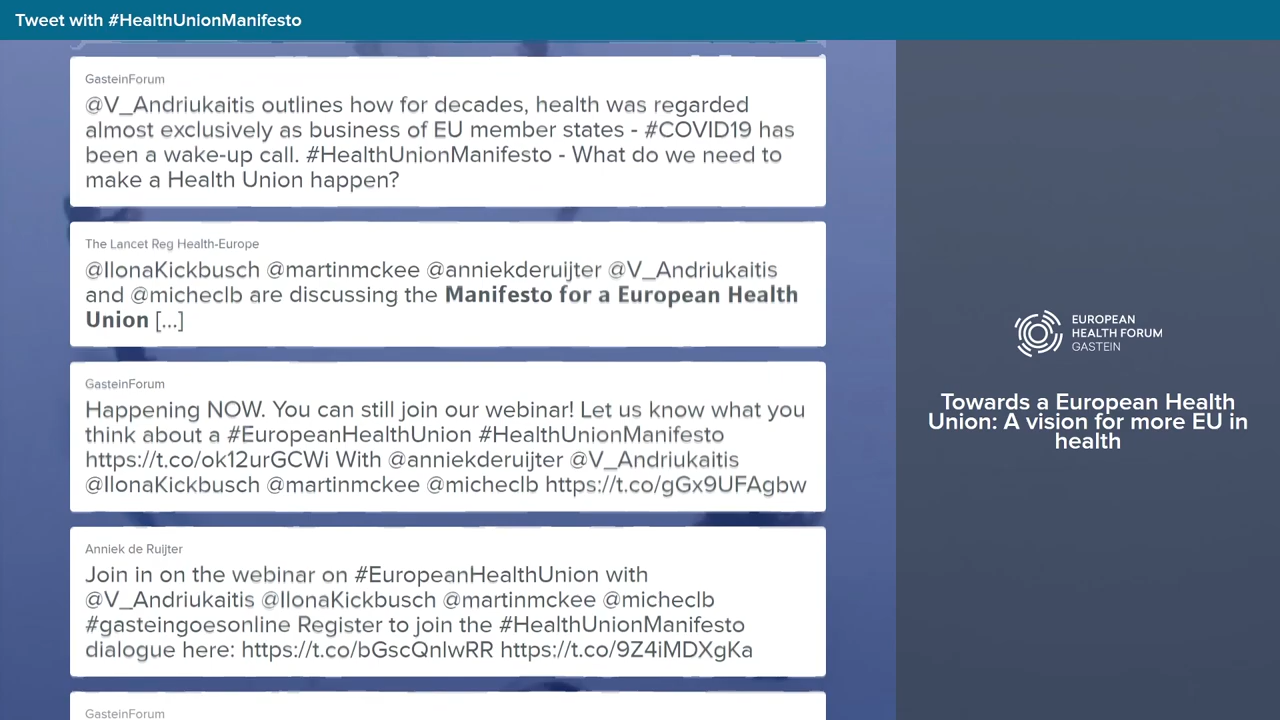 Tweet with #HealthUnionManifesto
GasteinForum
@V_Andriukaitis outlines how for decades, health was regarded
almost exclusively as business of EU member states - #COVID19 has
been a wake-up call. #HealthUnionManifesto - What do we need to
make a Health Union happen?
The Lancet Reg Health-Europe
@IlonaKickbusch @martinmckee @anniekderuijter @V_Andriukaitis
and @micheclb are discussing the Manifesto for a European Health
Union [...]
GasteinForum
Happening NOW. You can still join our webinar! Let us know what you
think about a #EuropeanHealthUnion #HealthUnionManifesto
https://t.co/ok12urGCWi With @anniekderuijter @V_Andriukaitis
@IlonaKickbusch @martinmckee @micheclb https://t.co/gGx9UFAgbw
Anniek de Ruijter
Join in on the webinar on #EuropeanHealthUnion with
@V_Andriukaitis @IlonaKickbusch @martinmckee @micheclb
#gasteingoesonline Register to join the #HealthUnionManifesto
dialogue here: https://t.co/bGscQnlwRR https://t.co/9Z4iMDXgKa
GasteinForum
EUROPEAN
HEALTH FORUM
GASTEIN
Towards a European Health
Union: A vision for more EU in
health